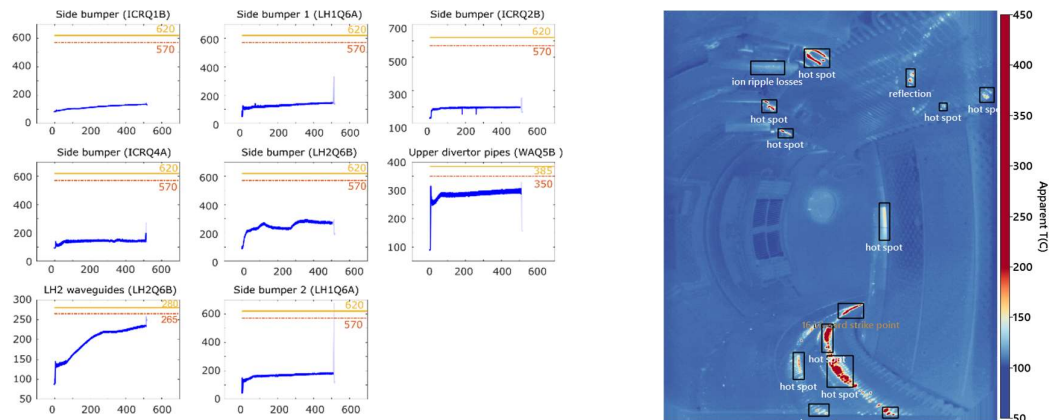 Side bumper (ICRQ1B)
620
570
600
400
200
0
0 200 400 600
Side bumper 1 (LH1Q6A)
620
570
600
400
200
0
0 200 400 600
Side bumper (ICRQ2B)
620
570
600
500
400
300
200
100
0 200 400 600
Side bumper (ICRQ4A)
620
570
600
400
200
0
0 200 400 600
Side bumper (LH2Q6B)
620
570
600
400
200
0
0 200 400 600
Upper divertor pipes (WAQ5B )
385
350
300
200
100
0 200 400 600
LH2 waveguides (LH2Q6B)
280
265
300
250
200
150
100
50
0 200 400 600
Side bumper 2 (LH1Q6A)
620
570
600
400
200
0
0 200 400 600
hot spot
ion ripple losses
reflection
hot spot
hot spot
hot spot
hot spot
hot spot
strike point
hot spot
hot spot
hot spot
450
400
350
300
250
200
150
100
50
Apparent T(C)